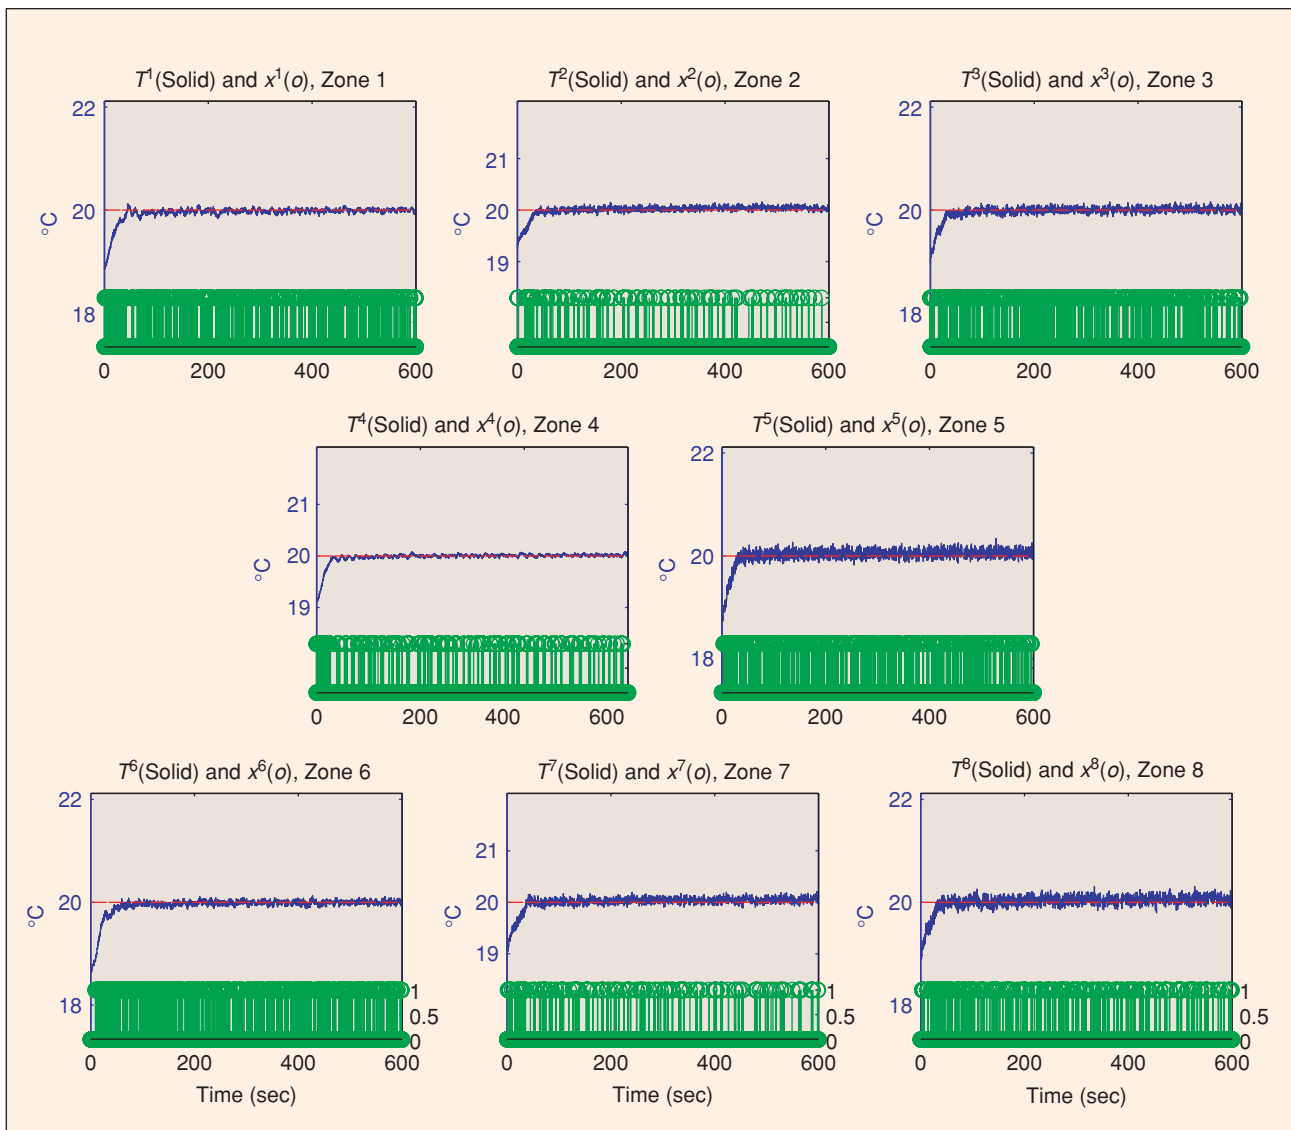 T¹(Solid) and x¹(o), Zone 1
T²(Solid) and x²(o), Zone 2
T³(Solid) and x³(o), Zone 3
22
20
18
°C
0 200 400 600
21
20
19
°C
0 200 400 600
22
20
18
°C
0 200 400 600
T⁴(Solid) and x⁴(o), Zone 4
T⁵(Solid) and x⁵(o), Zone 5
21
20
19
°C
0 200 400 600
22
20
18
°C
0 200 400 600
T⁶(Solid) and x⁶(o), Zone 6
T⁷(Solid) and x⁷(o), Zone 7
T⁸(Solid) and x⁸(o), Zone 8
22
20
18
°C
1
0.5
0
0 200 400 600
Time (sec)
21
20
19
°C
1
0.5
0
0 200 400 600
Time (sec)
22
20
18
°C
1
0.5
0
0 200 400 600
Time (sec)